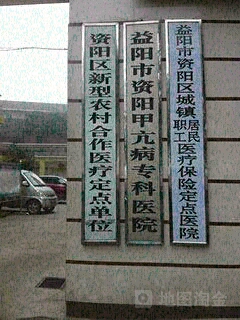 资阳区新型农村合作医疗定点单位
益阳市资阳甲亢病专科医院
益阳市资阳区城镇居民职工医疗保险定点医院
地图淘金